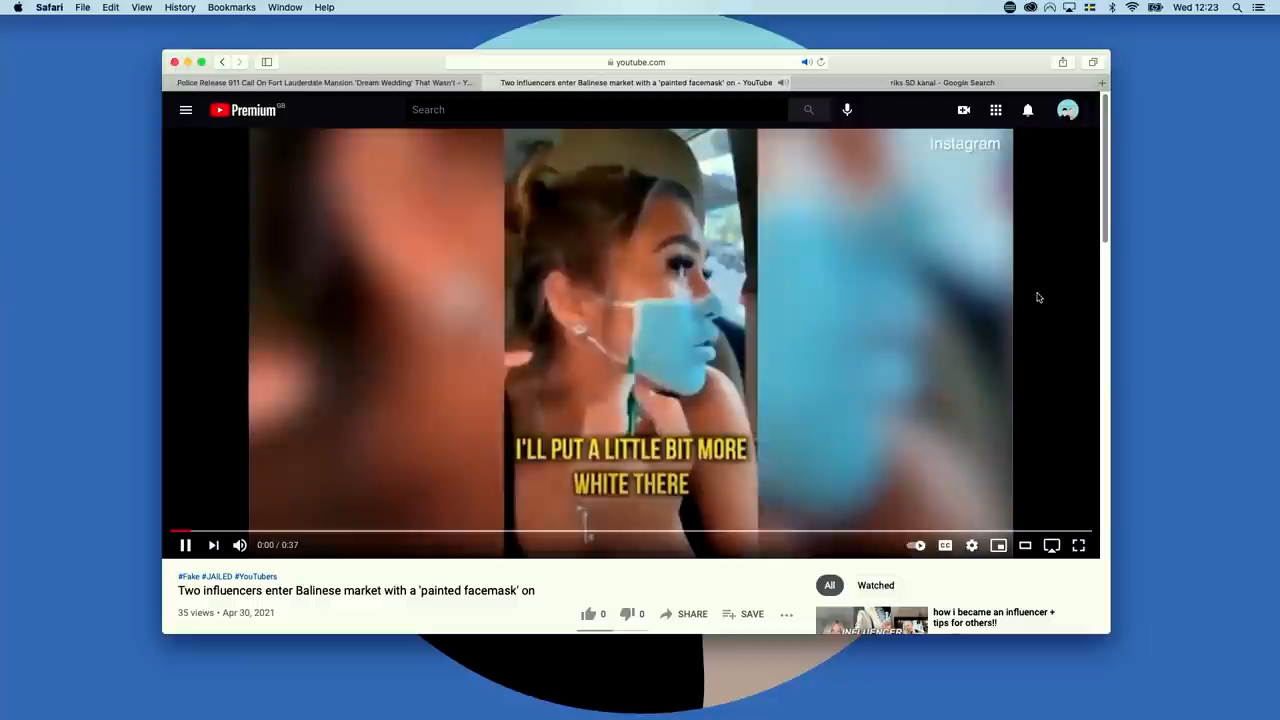 Safari File Edit View History Bookmarks Window Help
Wed 12:23
youtube.com
Police Release 911 Call On Fort Lauderdale Mansion 'Dream Wedding' That Wasn't - Y...
Two influencers enter Balinese market with a 'painted facemask' on - YouTube
riks SD kanal - Google Search
Premium GB
Search
Instagram
I'LL PUT A LITTLE BIT MORE
WHITE THERE
0:00 / 0:37
CC
#Fake #JAILED #YouTubers
Two influencers enter Balinese market with a 'painted facemask' on
35 views • Apr 30, 2021
0 0 SHARE SAVE
All Watched
how i became an influencer +
tips for others!!
INFLUENCER